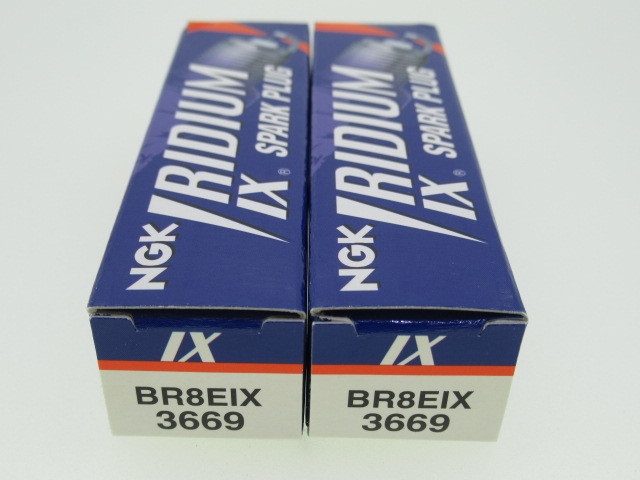 NGK IRIDIUM IX® SPARK PLUG
NGK IRIDIUM IX® SPARK PLUG
IX
BR8EIX
3669
IX
BR8EIX
3669